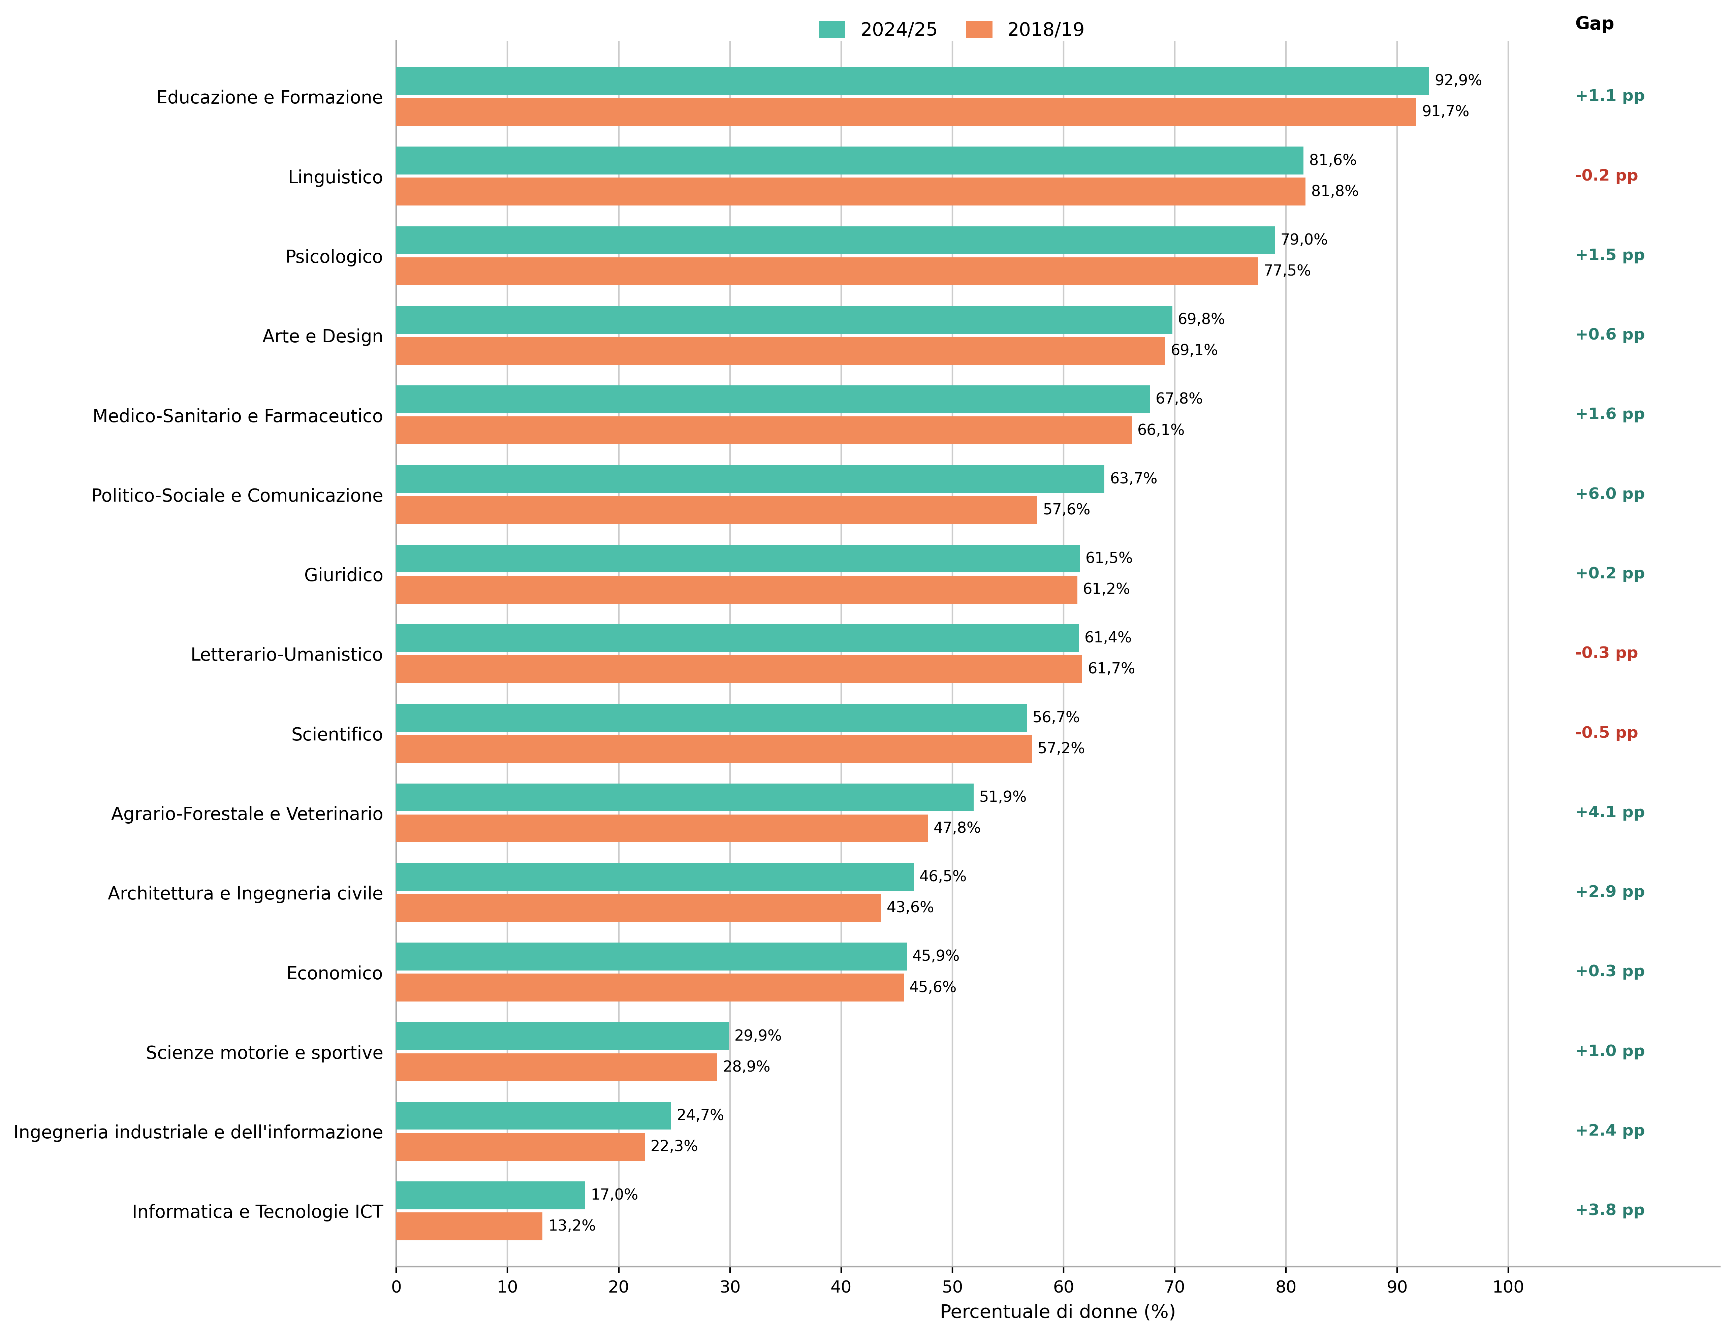 2024/25 2018/19 Gap
Educazione e Formazione 92,9% 91,7% +1.1 pp
Linguistico 81,6% 81,8% -0.2 pp
Psicologico 79,0% 77,5% +1.5 pp
Arte e Design 69,8% 69,1% +0.6 pp
Medico-Sanitario e Farmaceutico 67,8% 66,1% +1.6 pp
Politico-Sociale e Comunicazione 63,7% 57,6% +6.0 pp
Giuridico 61,5% 61,2% +0.2 pp
Letterario-Umanistico 61,4% 61,7% -0.3 pp
Scientifico 56,7% 57,2% -0.5 pp
Agrario-Forestale e Veterinario 51,9% 47,8% +4.1 pp
Architettura e Ingegneria civile 46,5% 43,6% +2.9 pp
Economico 45,9% 45,6% +0.3 pp
Scienze motorie e sportive 29,9% 28,9% +1.0 pp
Ingegneria industriale e dell'informazione 24,7% 22,3% +2.4 pp
Informatica e Tecnologie ICT 17,0% 13,2% +3.8 pp
0 10 20 30 40 50 60 70 80 90 100
Percentuale di donne (%)